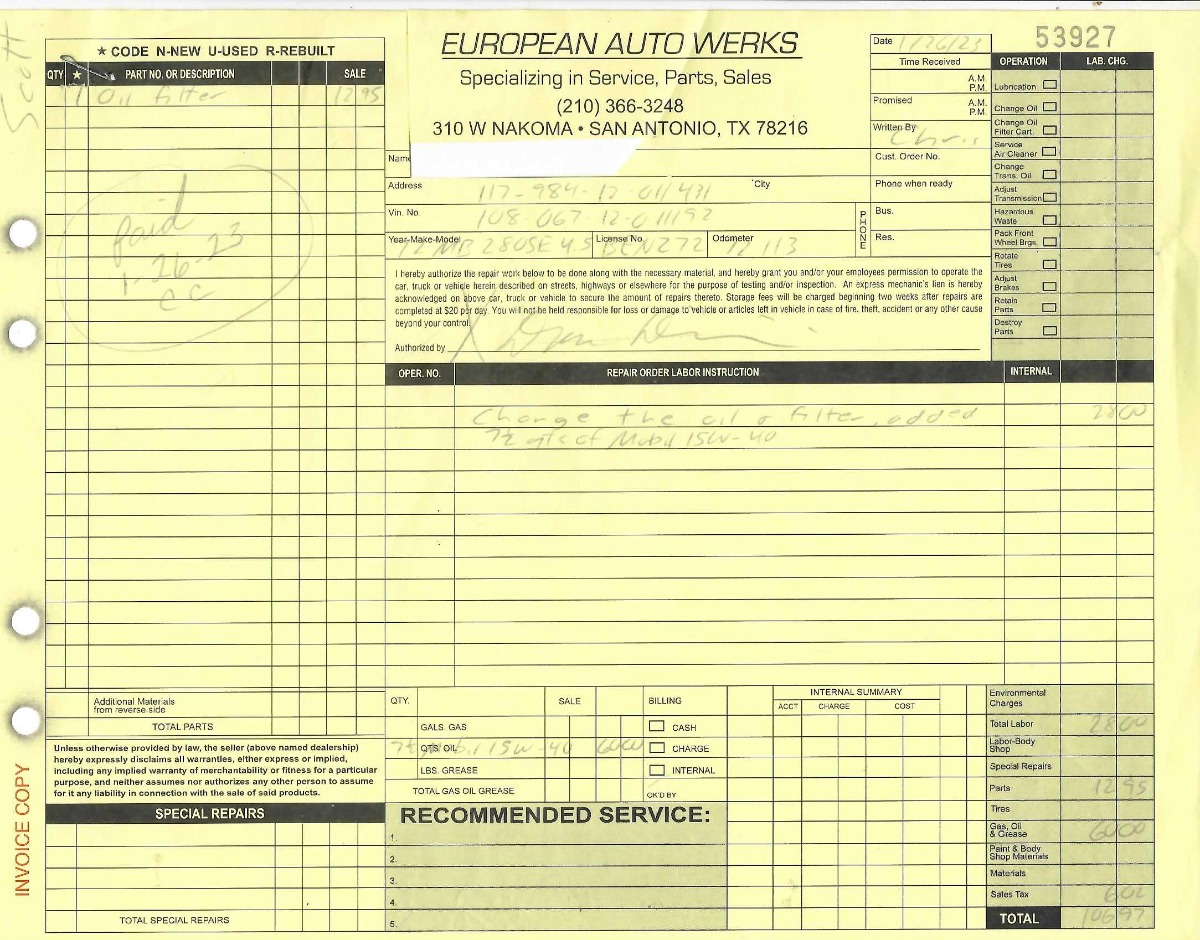 Scott
★ CODE N-NEW U-USED R-REBUILT
QTY ★ PART NO. OR DESCRIPTION SALE
1 Oil filter 12 95
Paid
1-26-23
CC
EUROPEAN AUTO WERKS
Specializing in Service, Parts, Sales
(210) 366-3248
310 W NAKOMA • SAN ANTONIO, TX 78216
Date 1/26/23
53927
Time Received
A.M.
P.M.
Promised A.M.
P.M.
Written By Chris
Name
Cust. Order No.
Address 117-984-12-011431 City
Phone when ready
Vin. No. 108-067-12-011192
PHONE
Bus.
Res.
Year-Make-Model 72 MB 280SE 4.5 License No. BENZ72 Odometer 113
OPERATION LAB. CHG.
Lubrication
Change Oil
Change Oil
Filter Cart.
Service
Air Cleaner
Change
Trans. Oil
Adjust
Transmission
Hazardous
Waste
Pack Front
Wheel Brgs.
Rotate
Tires
Adjust
Brakes
Retain
Parts
Destroy
Parts
I hereby authorize the repair work below to be done along with the necessary material, and hereby grant you and/or your employees permission to operate the
car, truck or vehicle herein described on streets, highways or elsewhere for the purpose of testing and/or inspection. An express mechanic's lien is hereby
acknowledged on above car, truck or vehicle to secure the amount of repairs thereto. Storage fees will be charged beginning two weeks after repairs are
completed at $20 per day. You will not be held responsible for loss or damage to vehicle or articles left in vehicle in case of fire, theft, accident or any other cause
beyond your control.
Authorized by X
OPER. NO. REPAIR ORDER LABOR INSTRUCTION INTERNAL
Change the oil & filter, added 28 00
7½ qts of Mobil 15W-40
Additional Materials
from reverse side
TOTAL PARTS
Unless otherwise provided by law, the seller (above named dealership)
hereby expressly disclaims all warranties, either express or implied,
including any implied warranty of merchantability or fitness for a particular
purpose, and neither assumes nor authorizes any other person to assume
for it any liability in connection with the sale of said products.
SPECIAL REPAIRS
TOTAL SPECIAL REPAIRS
QTY. SALE BILLING
GALS. GAS CASH
7½ QTS. OIL 15W-40 60 00 CHARGE
LBS. GREASE INTERNAL
TOTAL GAS OIL GREASE OK'D BY
RECOMMENDED SERVICE:
1.
2.
3.
4.
5.
INTERNAL SUMMARY
ACCT CHARGE COST
Environmental
Charges
Total Labor 28 00
Labor-Body
Shop
Special Repairs
Parts 12 95
Tires
Gas, Oil
& Grease 60 00
Paint & Body
Shop Materials
Materials
Sales Tax 6 02
TOTAL 106 97
INVOICE COPY